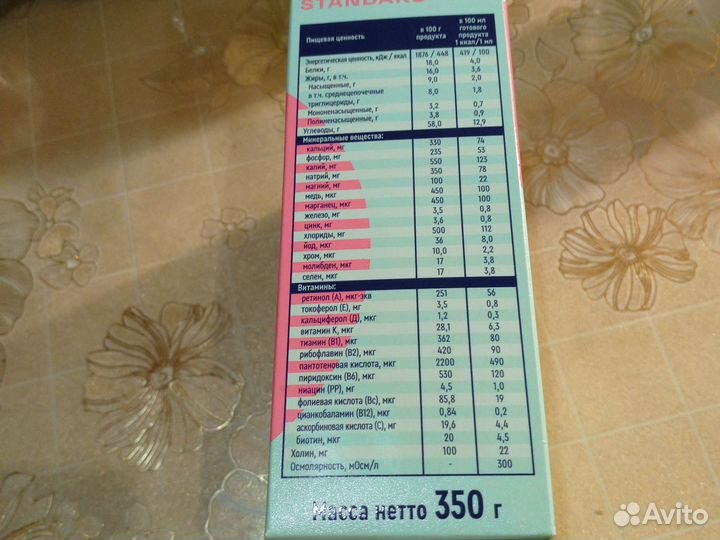 STANDARD
Пищевая ценность в 100 г продукта в 100 мл готового продукта 1 ккал/1 мл
Энергетическая ценность, кДж / ккал 1876 / 448 419 / 100
Белки, г 18,0 4,0
Жиры, г, в т.ч. 16,0 3,6
Насыщенные, г 9,0 2,0
в т.ч. среднецепочечные
триглицериды, г 8,0 1,8
Мононенасыщенные, г 3,2 0,7
Полиненасыщенные, г 3,8 0,9
Углеводы, г 58,0 12,9
Минеральные вещества:
кальций, мг 330 74
фосфор, мг 235 53
калий, мг 550 123
натрий, мг 350 78
магний, мг 100 22
медь, мкг 450 100
марганец, мкг 450 100
железо, мг 3,5 0,8
цинк, мг 3,6 0,8
хлориды, мг 500 112
йод, мкг 36 8,0
хром, мкг 10,0 2,2
молибден, мкг 17 3,8
селен, мкг 17 3,8
Витамины:
ретинол (А), мкг-экв 251 56
токоферол (Е), мг 3,5 0,8
кальциферол (Д), мкг 1,2 0,3
витамин К, мкг 28,1 6,3
тиамин (В1), мкг 362 80
рибофлавин (В2), мкг 420 90
пантотеновая кислота, мкг 2200 490
пиридоксин (В6), мкг 530 120
ниацин (РР), мг 4,5 1,0
фолиевая кислота (Вс), мкг 85,8 19
цианкобаламин (В12), мкг 0,84 0,2
аскорбиновая кислота (С), мг 19,6 4,4
биотин, мкг 20 4,5
Холин, мг 100 22
Осмолярность, мОсм/л - 300
Масса нетто 350 г
Avito